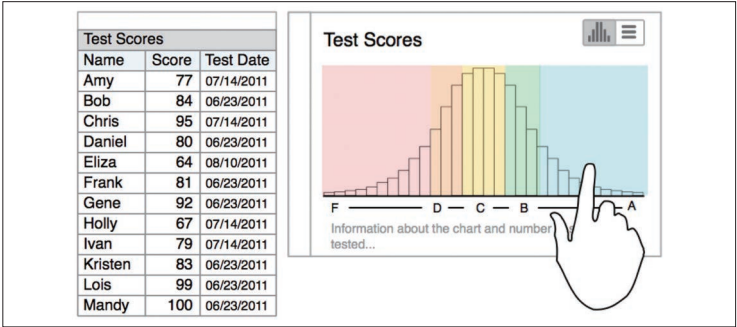 Test Scores
Name Score Test Date
Amy 77 07/14/2011
Bob 84 06/23/2011
Chris 95 07/14/2011
Daniel 80 06/23/2011
Eliza 64 08/10/2011
Frank 81 06/23/2011
Gene 92 06/23/2011
Holly 67 07/14/2011
Ivan 79 07/14/2011
Kristen 83 06/23/2011
Lois 99 06/23/2011
Mandy 100 06/23/2011
Test Scores
F D C B A
Information about the chart and number
tested...